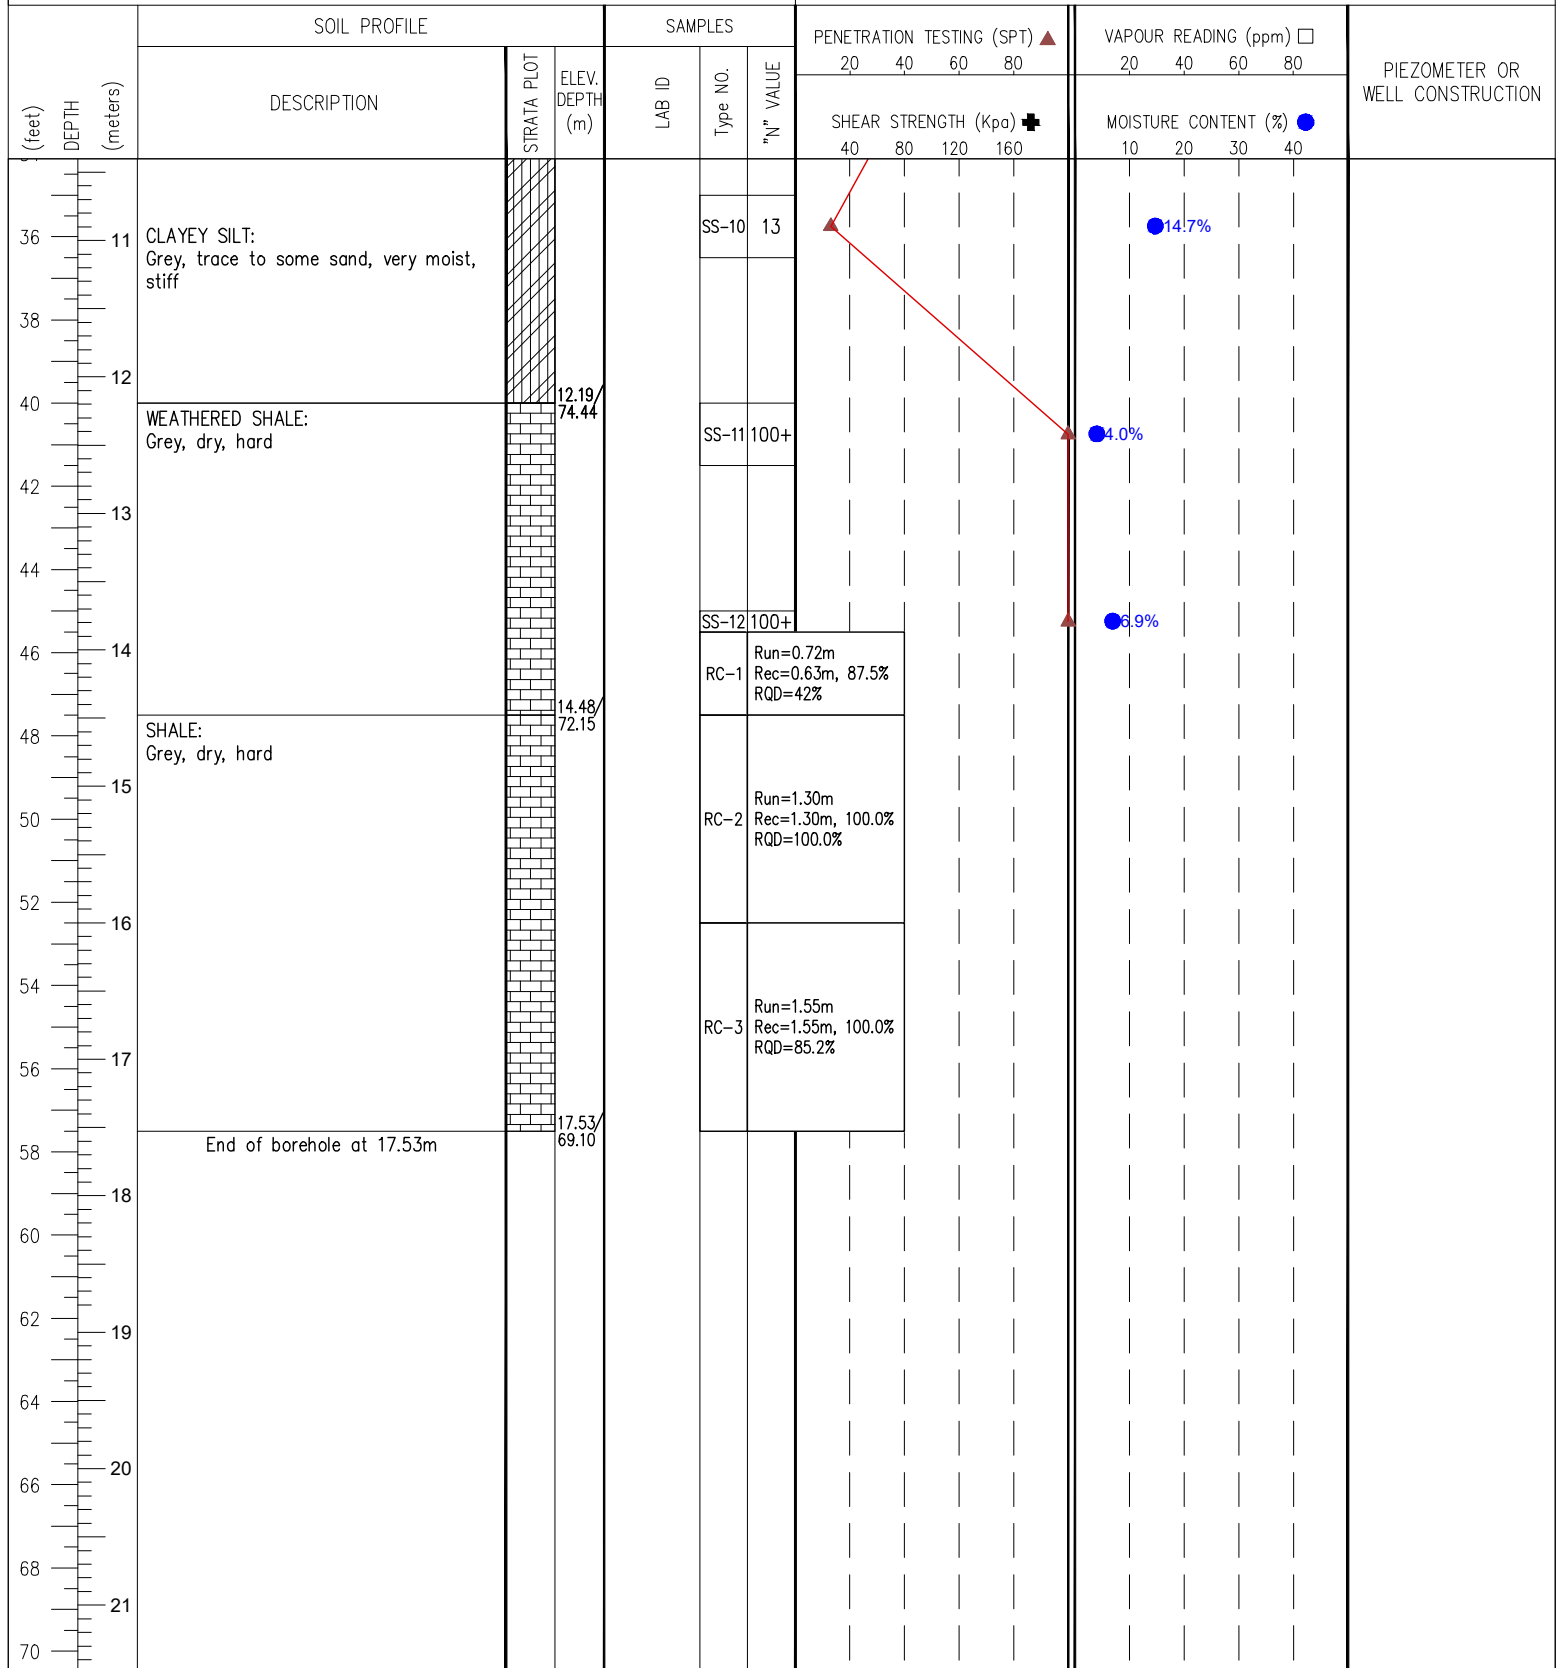 SOIL PROFILE
SAMPLES
PENETRATION TESTING (SPT)
20 40 60 80
VAPOUR READING (ppm)
20 40 60 80
PIEZOMETER OR
WELL CONSTRUCTION
(feet)
DEPTH
(meters)
DESCRIPTION
STRATA PLOT
ELEV.
DEPTH
(m)
LAB ID
Type NO.
"N" VALUE
SHEAR STRENGTH (Kpa)
40 80 120 160
MOISTURE CONTENT (%)
10 20 30 40
36
11
CLAYEY SILT:
Grey, trace to some sand, very moist,
stiff
SS-10 13
14.7%
38
12
40
12.19/
74.44
WEATHERED SHALE:
Grey, dry, hard
SS-11 100+
4.0%
42
13
44
SS-12 100+
6.9%
14
46
RC-1
Run=0.72m
Rec=0.63m, 87.5%
RQD=42%
14.48/
72.15
48
SHALE:
Grey, dry, hard
15
50
RC-2
Run=1.30m
Rec=1.30m, 100.0%
RQD=100.0%
52
16
54
RC-3
Run=1.55m
Rec=1.55m, 100.0%
RQD=85.2%
17
56
17.53/
69.10
End of borehole at 17.53m
58
18
60
62
19
64
20
66
68
21
70